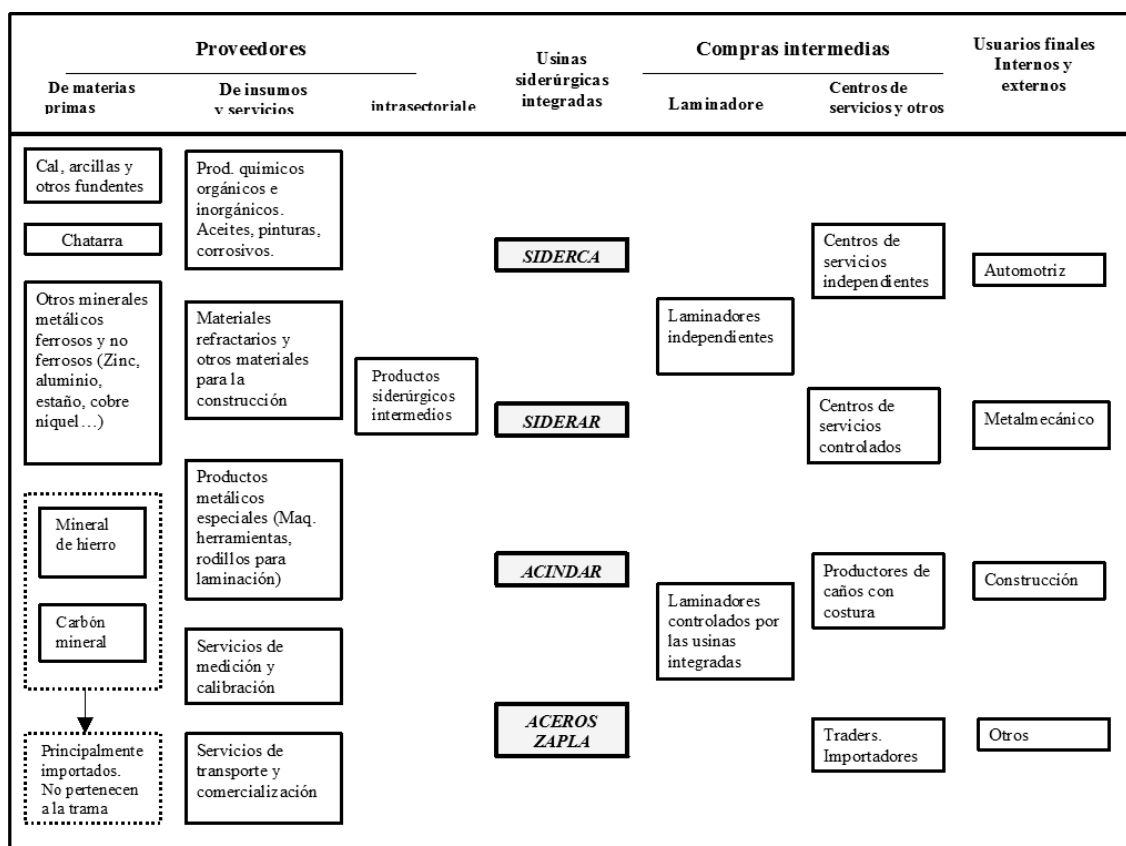 Proveedores
Usinas
siderúrgicas
integradas
Compras intermedias
Usuarios finales
Internos y
externos
De materias
primas
De insumos
y servicios
intrasectoriale
Laminadore
Centros de
servicios y otros
Cal, arcillas y
otros fundentes
Chatarra
Otros minerales
metálicos
ferrosos y no
ferrosos (Zinc,
aluminio,
estaño, cobre
niquel…)
Mineral
de hierro
Carbón
mineral
Principalmente
importados.
No pertenecen
a la trama
Prod. químicos
orgánicos e
inorgánicos.
Aceites, pinturas,
corrosivos.
Materiales
refractarios y
otros materiales
para la
construcción
Productos
metálicos
especiales (Maq.
herramientas,
rodillos para
laminación)
Servicios de
medición y
calibración
Servicios de
transporte y
comercialización
Productos
siderúrgicos
intermedios
SIDERCA
SIDERAR
ACINDAR
ACEROS
ZAPLA
Laminadores
independientes
Laminadores
controlados por
las usinas
integradas
Centros de
servicios
independientes
Centros de
servicios
controlados
Productores de
caños con
costura
Traders.
Importadores
Automotriz
Metalmecánico
Construcción
Otros